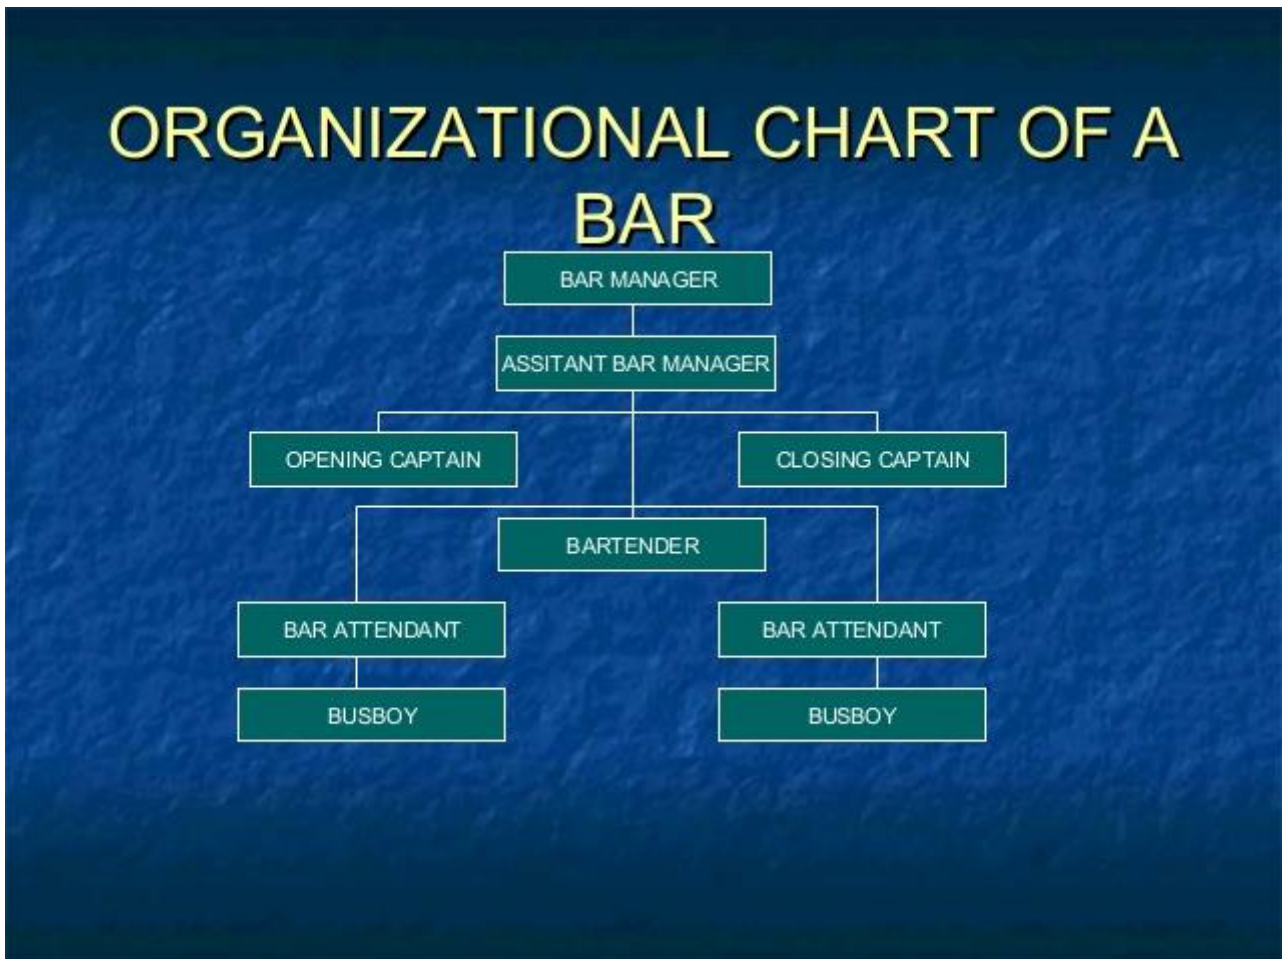 ORGANIZATIONAL CHART OF A
BAR
BAR MANAGER
ASSITANT BAR MANAGER
OPENING CAPTAIN
CLOSING CAPTAIN
BARTENDER
BAR ATTENDANT
BAR ATTENDANT
BUSBOY
BUSBOY